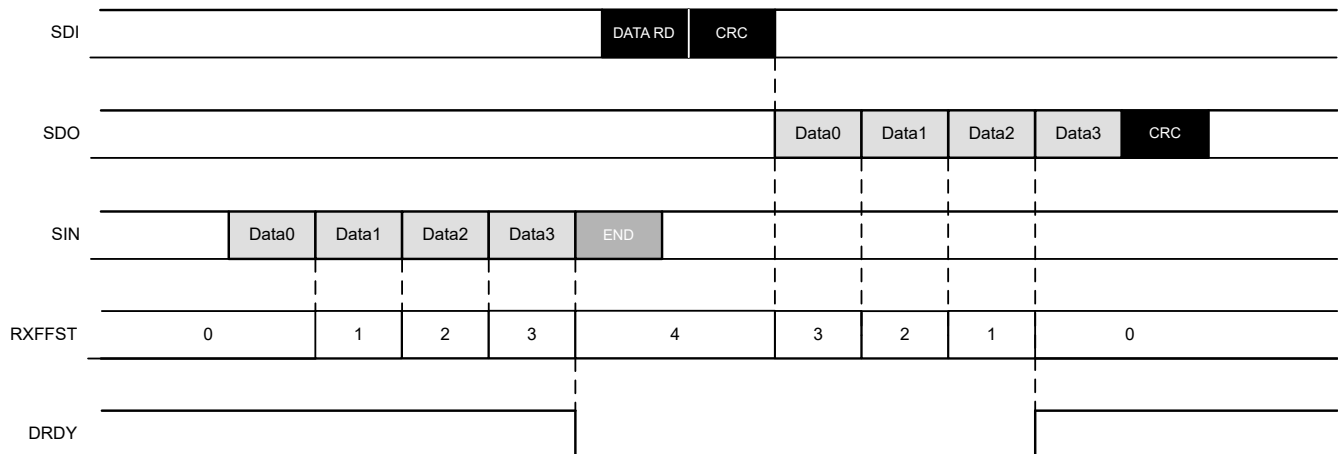 SDI DATA RD CRC
SDO Data0 Data1 Data2 Data3 CRC
SIN Data0 Data1 Data2 Data3 END
RXFFST 0 1 2 3 4 3 2 1 0
DRDY